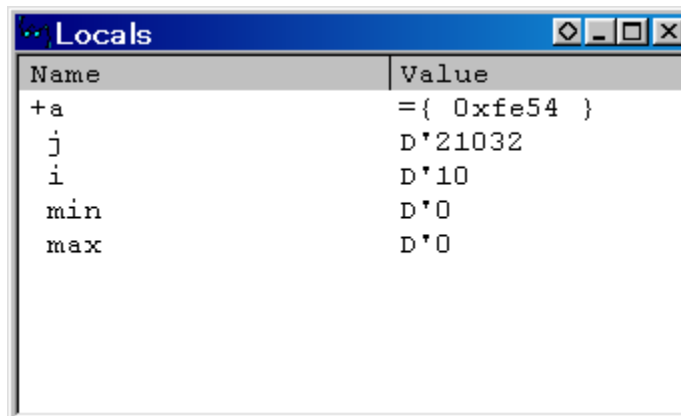 Locals
Name Value
+a ={ 0xfe54 }
j D'21032
i D'10
min D'0
max D'0